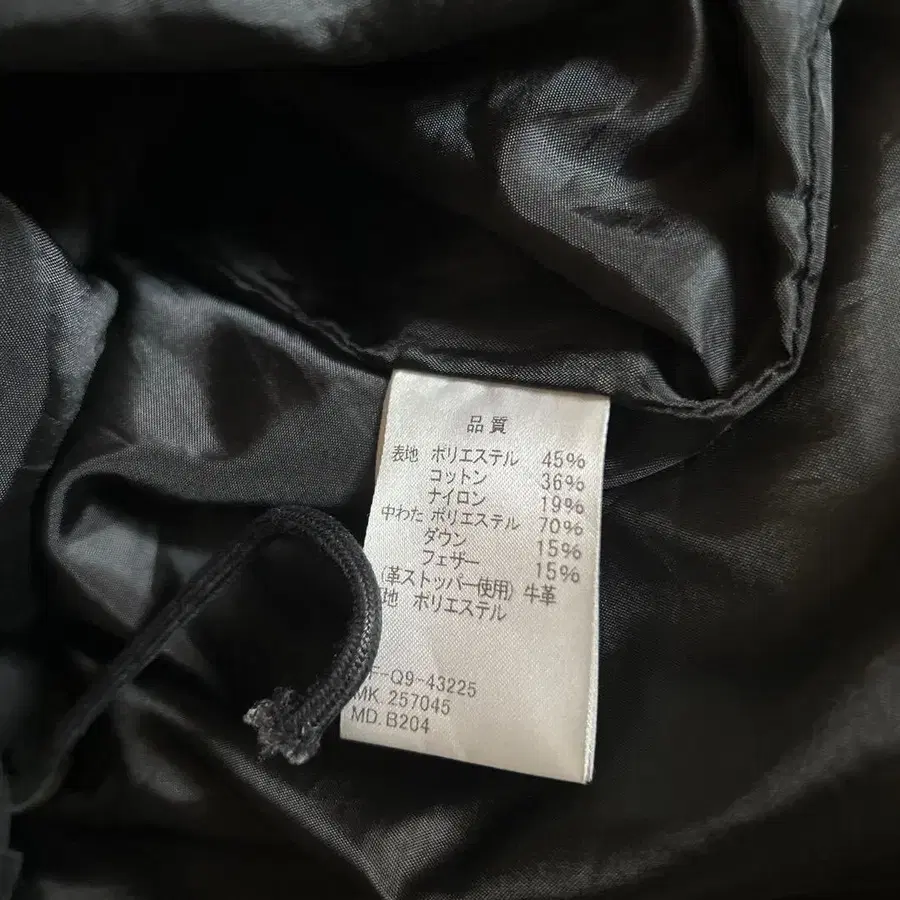 品質
表地 ポリエステル 45%
コットン 36%
ナイロン 19%
中わた ポリエステル 70%
ダウン 15%
フェザー 15%
(革ストッパー使用) 牛革
地 ポリエステル
F-Q9-43225
MK. 257045
MD. B204